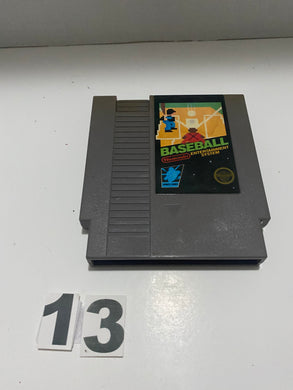 BASEBALL
Nintendo
ENTERTAINMENT
SYSTEM
13